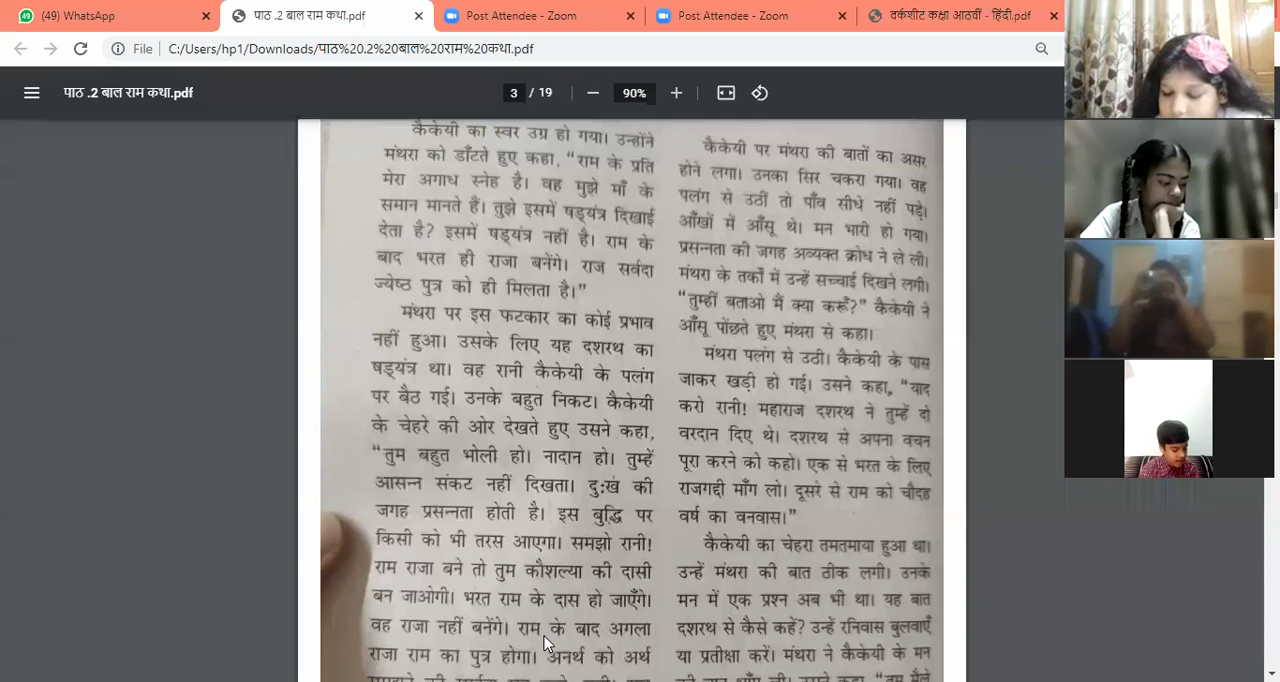 (49) WhatsApp
पाठ .2 बाल राम कथा.pdf
Post Attendee - Zoom
Post Attendee - Zoom
वर्कशीट कक्षा आठवीं - हिंदी.pdf
File
C:/Users/hp1/Downloads/पाठ%20.2%20बाल%20राम%20कथा.pdf
पाठ .2 बाल राम कथा.pdf
3 / 19
90%
कैकेयी का स्वर उग्र हो गया। उन्होंने
मंथरा को डाँटते हुए कहा, “राम के प्रति
मेरा अगाध स्नेह है। वह मुझे माँ के
समान मानते हैं। तुझे इसमें षड्यंत्र दिखाई
देता है? इसमें षड्यंत्र नहीं है। राम के
बाद भरत ही राजा बनेंगे। राज सर्वदा
ज्येष्ठ पुत्र को ही मिलता है।”
मंथरा पर इस फटकार का कोई प्रभाव
नहीं हुआ। उसके लिए यह दशरथ का
षड्यंत्र था। वह रानी कैकेयी के पलंग
पर बैठ गई। उनके बहुत निकट। कैकेयी
के चेहरे की ओर देखते हुए उसने कहा,
“तुम बहुत भोली हो। नादान हो। तुम्हें
आसन्न संकट नहीं दिखता। दुःख की
जगह प्रसन्नता होती है। इस बुद्धि पर
किसी को भी तरस आएगा। समझो रानी!
राम राजा बने तो तुम कौशल्या की दासी
बन जाओगी। भरत राम के दास हो जाएँगे।
वह राजा नहीं बनेंगे। राम के बाद अगला
राजा राम का पुत्र होगा। अनर्थ को अर्थ
कैकेयी पर मंथरा की बातों का असर
होने लगा। उनका सिर चकरा गया। वह
पलंग से उठीं तो पाँव सीधे नहीं पड़े।
आँखों में आँसू थे। मन भारी हो गया।
प्रसन्नता की जगह अव्यक्त क्रोध ने ले ली।
मंथरा के तर्कों में उन्हें सच्चाई दिखने लगी।
“तुम्हीं बताओ मैं क्या करूँ?” कैकेयी ने
आँसू पोंछते हुए मंथरा से कहा।
मंथरा पलंग से उठी। कैकेयी के पास
जाकर खड़ी हो गई। उसने कहा, “याद
करो रानी! महाराज दशरथ ने तुम्हें दो
वरदान दिए थे। दशरथ से अपना वचन
पूरा करने को कहो। एक से भरत के लिए
राजगद्दी माँग लो। दूसरे से राम को चौदह
वर्ष का वनवास।”
कैकेयी का चेहरा तमतमाया हुआ था।
उन्हें मंथरा की बात ठीक लगी। उनके
मन में एक प्रश्न अब भी था। यह बात
दशरथ से कैसे कहें? उन्हें रनिवास बुलवाएँ
या प्रतीक्षा करें। मंथरा ने कैकेयी के मन